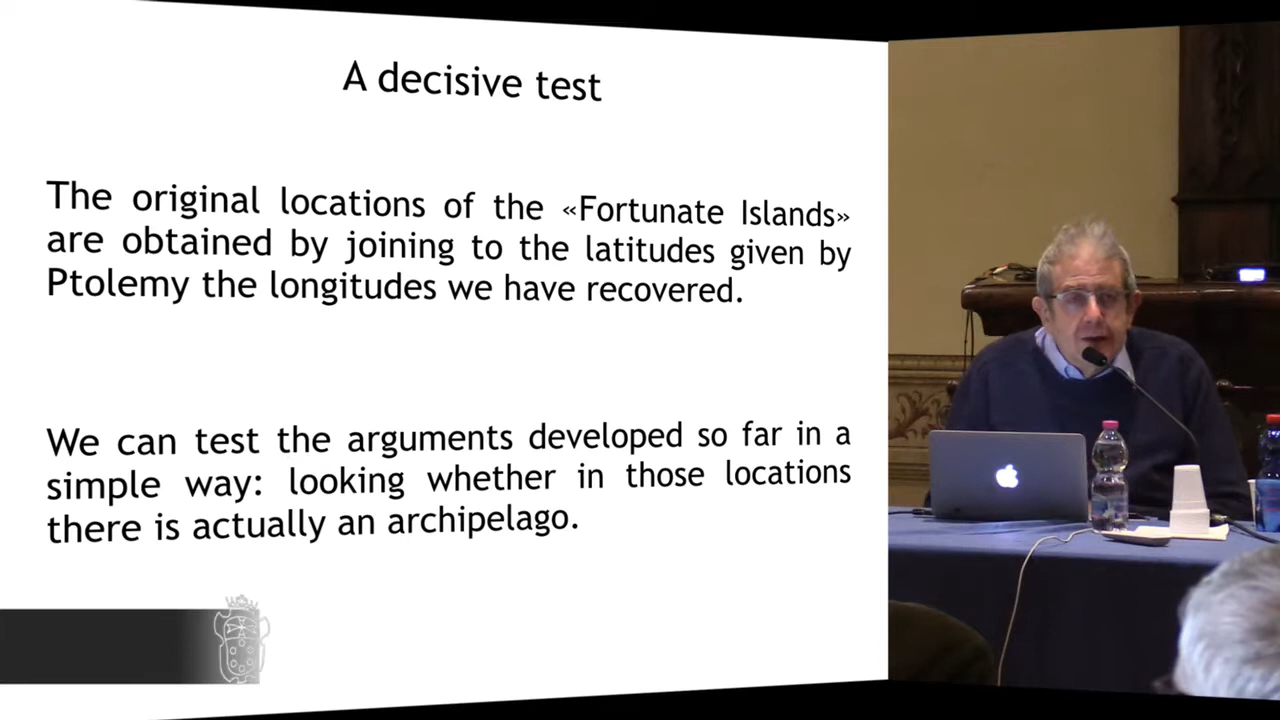 A decisive test
The original locations of the «Fortunate Islands»
are obtained by joining to the latitudes given by
Ptolemy the longitudes we have recovered.
We can test the arguments developed so far in a
simple way: looking whether in those locations
there is actually an archipelago.